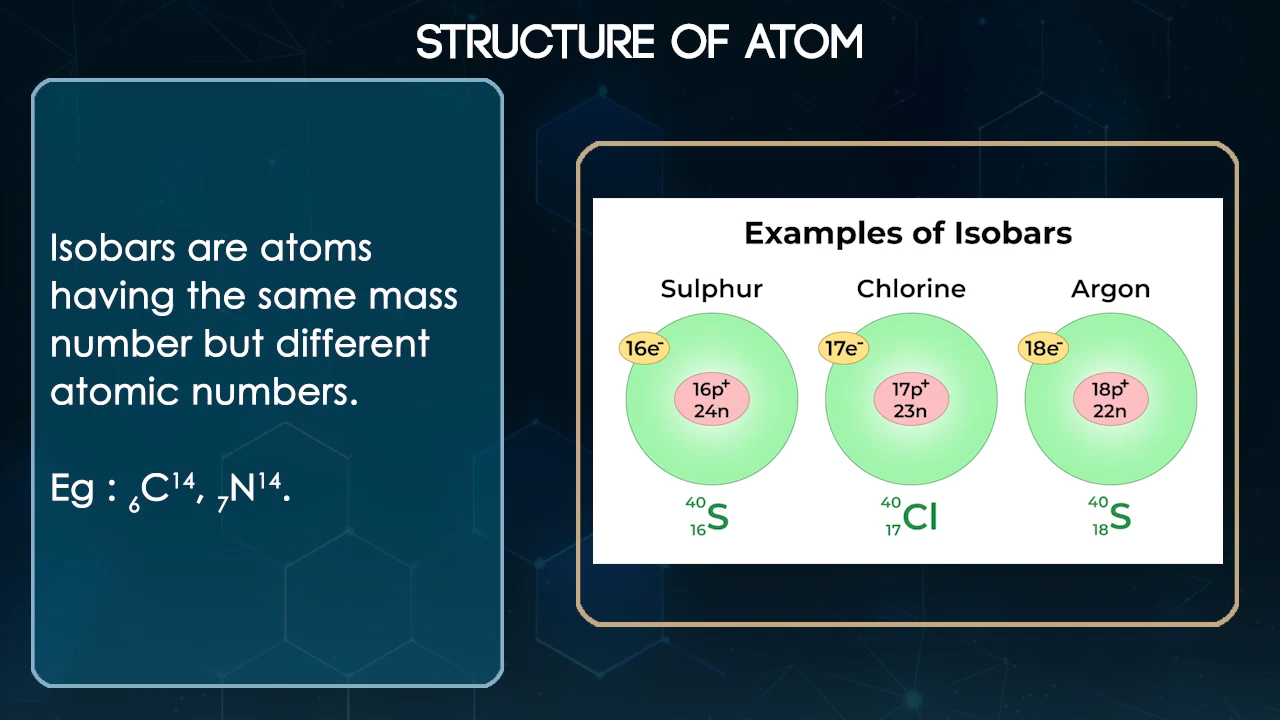 STRUCTURE OF ATOM
Isobars are atoms
having the same mass
number but different
atomic numbers.
Eg : ₆C¹⁴, ₇N¹⁴.
Examples of Isobars
Sulphur Chlorine Argon
16e⁻ 17e⁻ 18e⁻
16p⁺ 17p⁺ 18p⁺
24n 23n 22n
⁴⁰₁₆S ⁴⁰₁₇Cl ⁴⁰₁₈S